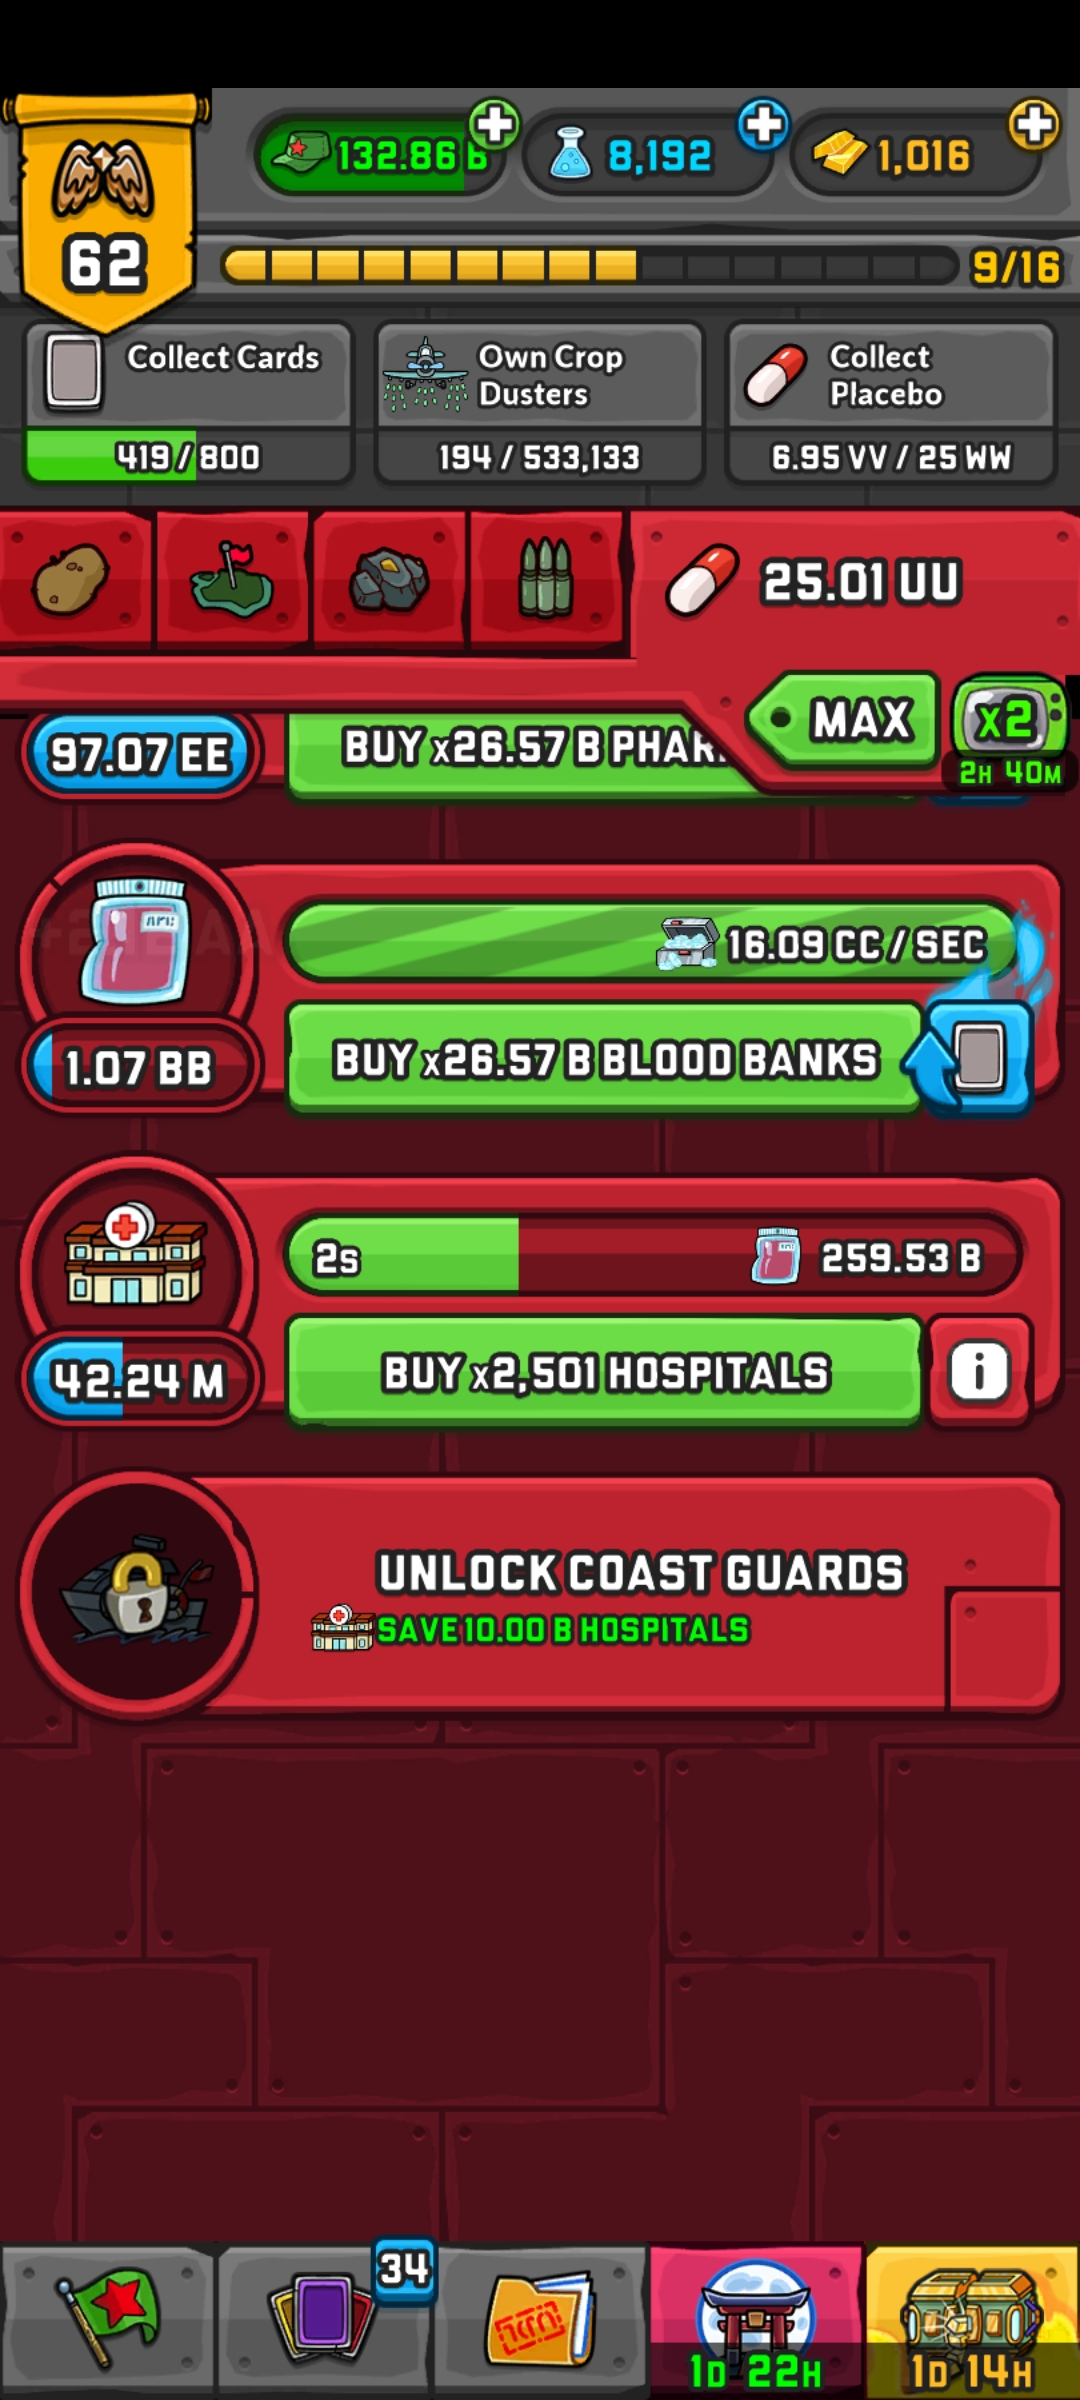 132.86 B
8,192
1,016
62
9/16
Collect Cards
419 / 800
Own Crop
Dusters
194 / 533,133
Collect
Placebo
6.95 VV / 25 WW
25.01 UU
MAX
x2
2H 40M
97.07 EE
BUY x26.57 B PHAR
16.09 CC / SEC
1.07 BB
BUY x26.57 B BLOOD BANKS
2s
259.53 B
42.24 M
BUY x2,501 HOSPITALS
i
UNLOCK COAST GUARDS
SAVE 10.00 B HOSPITALS
34
1D 22H
1D 14H